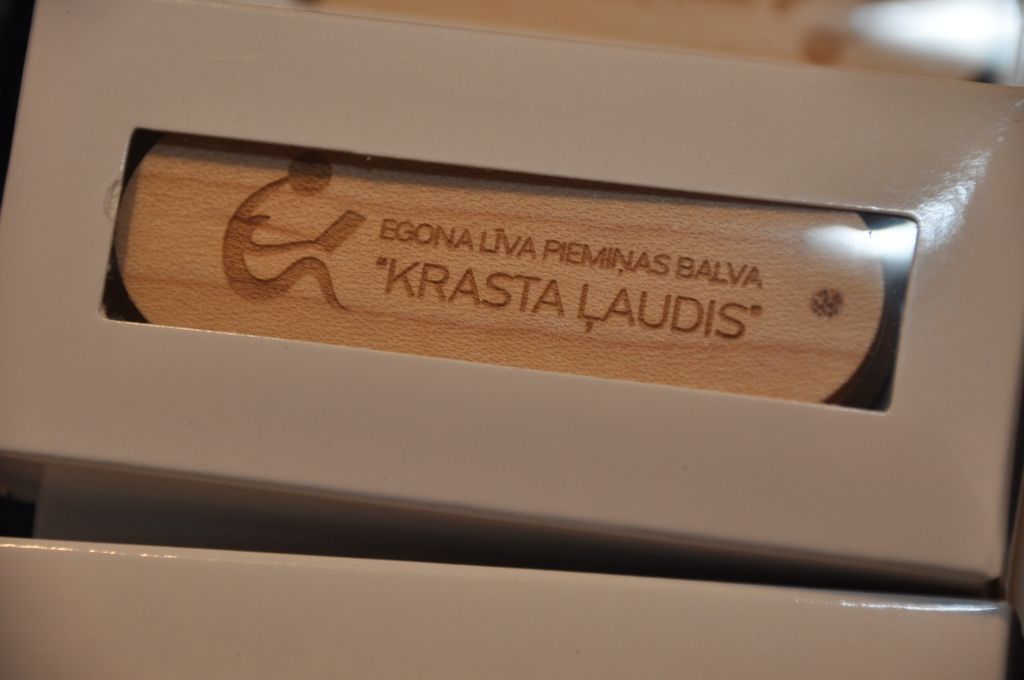 EGONA LĪVA PIEMIŅAS BALVA
"KRASTA ĻAUDIS"